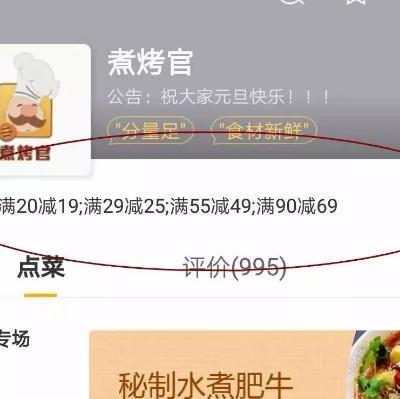 煮烤官
公告：祝大家元旦快乐！！！
"分量足" "食材新鲜"
煮烤官
满20减19;满29减25;满55减49;满90减69
点菜 评价(995)
专场
秘制水煮肥牛